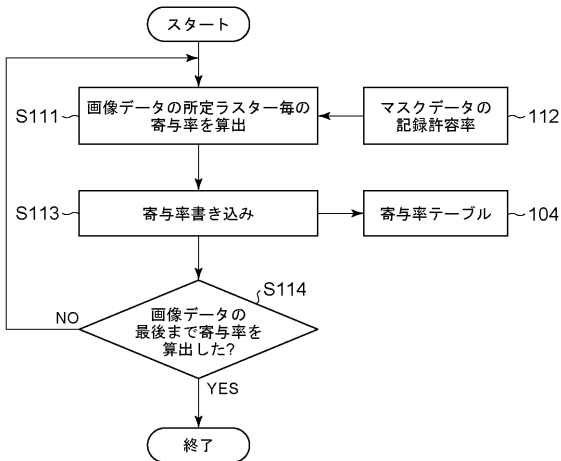 スタート
S111
画像データの所定ラスター毎の
寄与率を算出
マスクデータの
記録許容率
112
S113
寄与率書き込み
寄与率テーブル
104
S114
NO
画像データの
最後まで寄与率を
算出した?
YES
終了